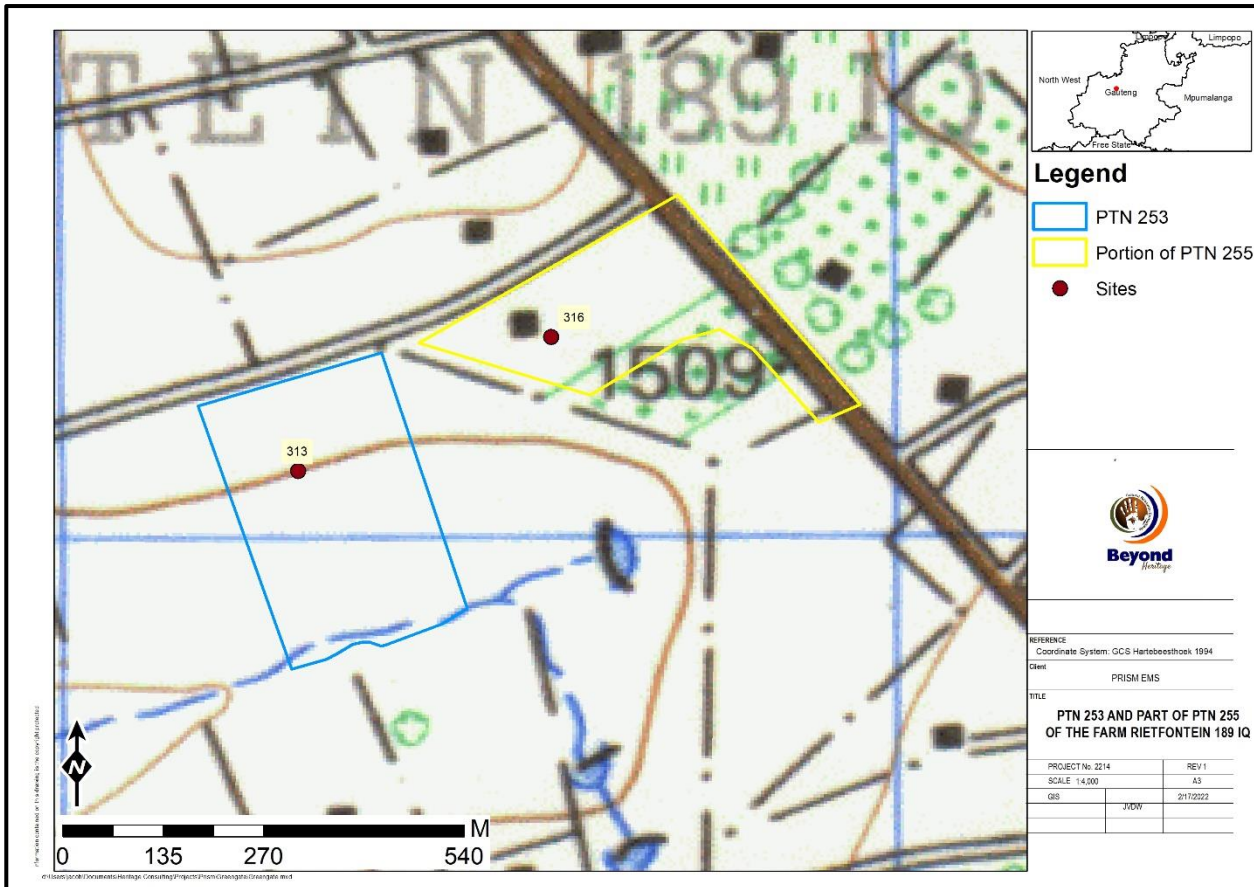 TEIN 189 IQ
316
1509
313
N
M
0 135 270 540
Limpopo
North West
Gauteng
Mpumalanga
Free State
Legend
PTN 253
Portion of PTN 255
Sites
Beyond
Heritage
REFERENCE
Coordinate System: GCS Hartebeesthoek 1994
Client
PRISM EMS
TITLE
PTN 253 AND PART OF PTN 255
OF THE FARM RIETFONTEIN 189 IQ
PROJECT No. 2214 REV 1
SCALE 1:4,000 A3
GIS 2/17/2022
JVDW